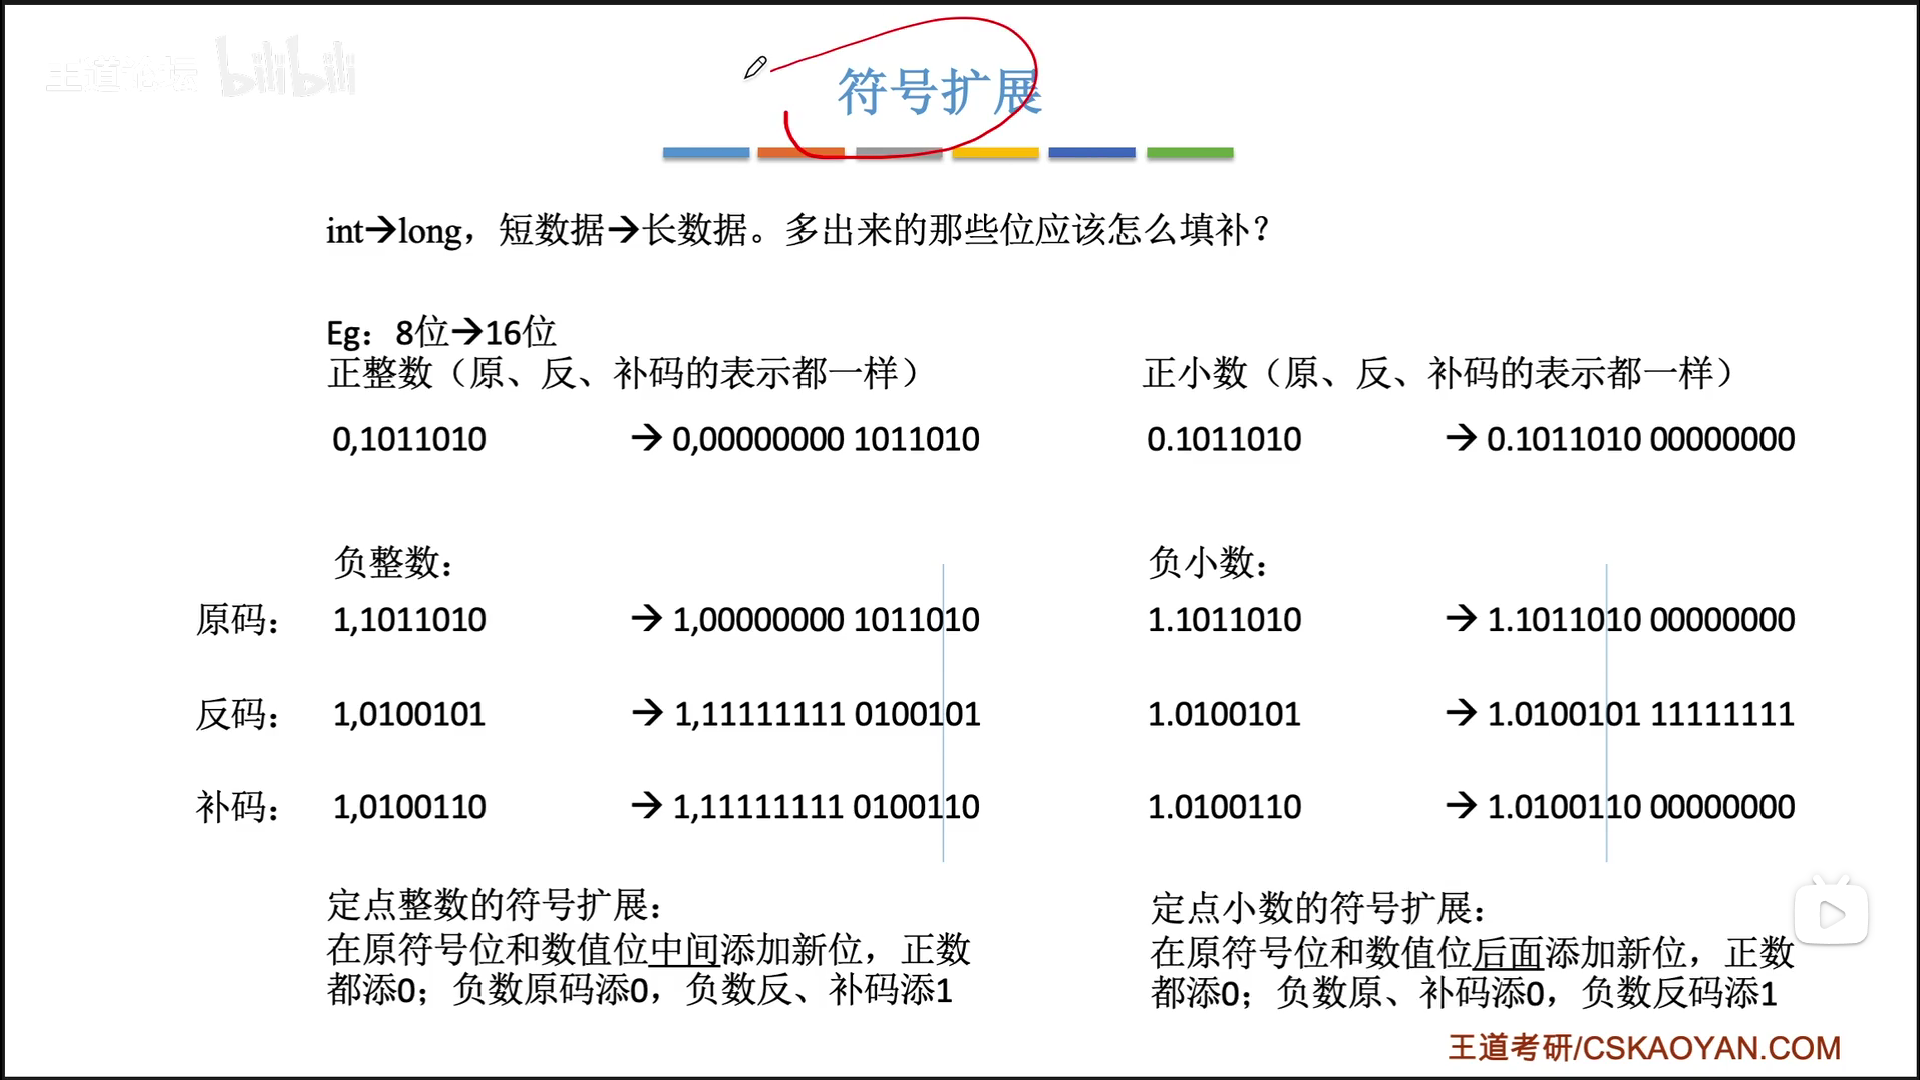 王道论坛 bilibili
符号扩展
int→long，短数据→长数据。多出来的那些位应该怎么填补？
Eg：8位→16位
正整数（原、反、补码的表示都一样）
0,1011010 → 0,00000000 1011010
正小数（原、反、补码的表示都一样）
0.1011010 → 0.1011010 00000000
负整数：
原码： 1,1011010 → 1,00000000 1011010
反码： 1,0100101 → 1,11111111 0100101
补码： 1,0100110 → 1,11111111 0100110
负小数：
1.1011010 → 1.1011010 00000000
1.0100101 → 1.0100101 11111111
1.0100110 → 1.0100110 00000000
定点整数的符号扩展：
在原符号位和数值位中间添加新位，正数
都添0；负数原码添0，负数反、补码添1
定点小数的符号扩展：
在原符号位和数值位后面添加新位，正数
都添0；负数原、补码添0，负数反码添1
王道考研/CSKAOYAN.COM